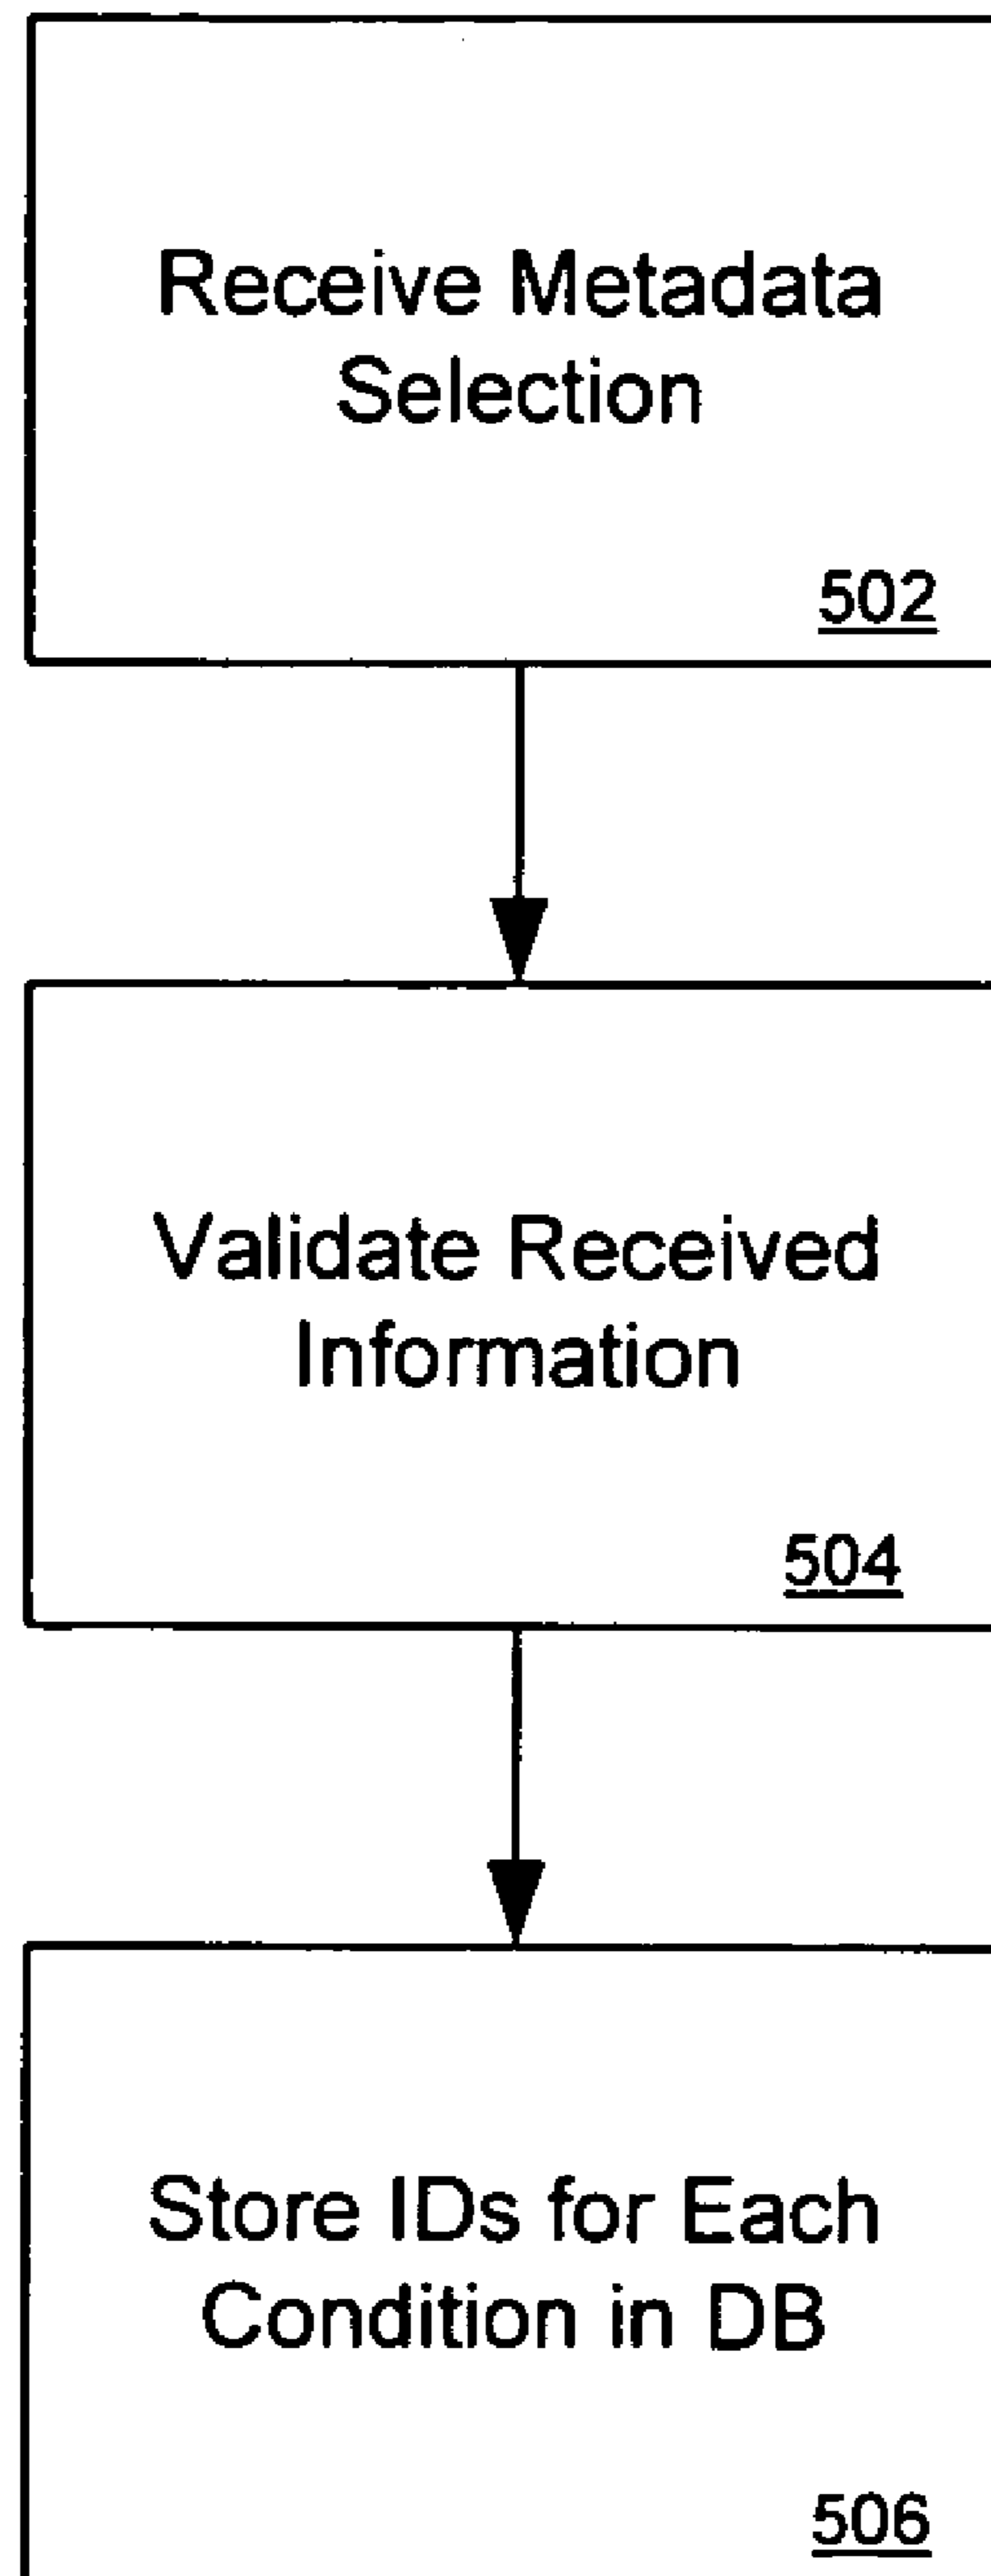 Receive Metadata
Selection
502
Validate Received
Information
504
Store IDs for Each
Condition in DB
506